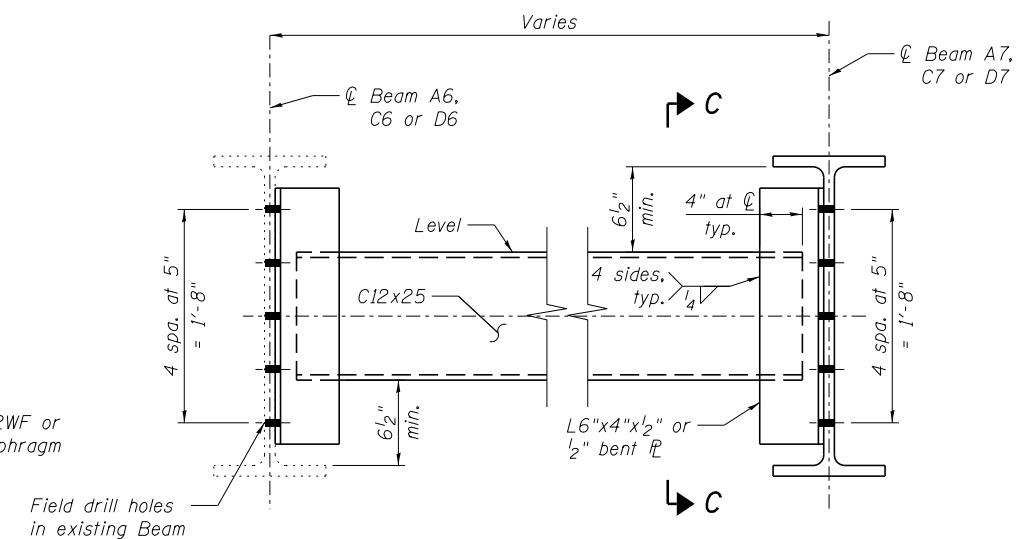 Varies
℄ Beam A6,
C6 or D6
℄ Beam A7,
C7 or D7
C
6½"
min.
4" at ℄
typ.
Level
4 sides,
typ.
¼
C12x25
4 spa. at 5"
= 1'-8"
4 spa. at 5"
= 1'-8"
6½"
min.
L6"x4"x½" or
½" bent ⅊
WF or
Field drill holes
in existing Beam
C